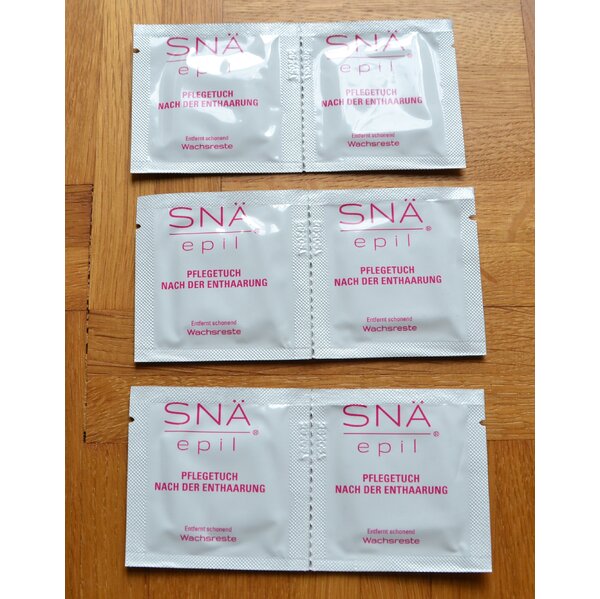 SNÄ
epil
PFLEGETUCH
NACH DER ENTHAARUNG
Entfernt schonend
Wachsreste
SNÄ
epil
PFLEGETUCH
NACH DER ENTHAARUNG
Entfernt schonend
Wachsreste
SNÄ
epil®
PFLEGETUCH
NACH DER ENTHAARUNG
Entfernt schonend
Wachsreste
SNÄ
epil®
PFLEGETUCH
NACH DER ENTHAARUNG
Entfernt schonend
Wachsreste
SNÄ
epil®
PFLEGETUCH
NACH DER ENTHAARUNG
Entfernt schonend
Wachsreste
SNÄ
epil®
PFLEGETUCH
NACH DER ENTHAARUNG
Entfernt schonend
Wachsreste